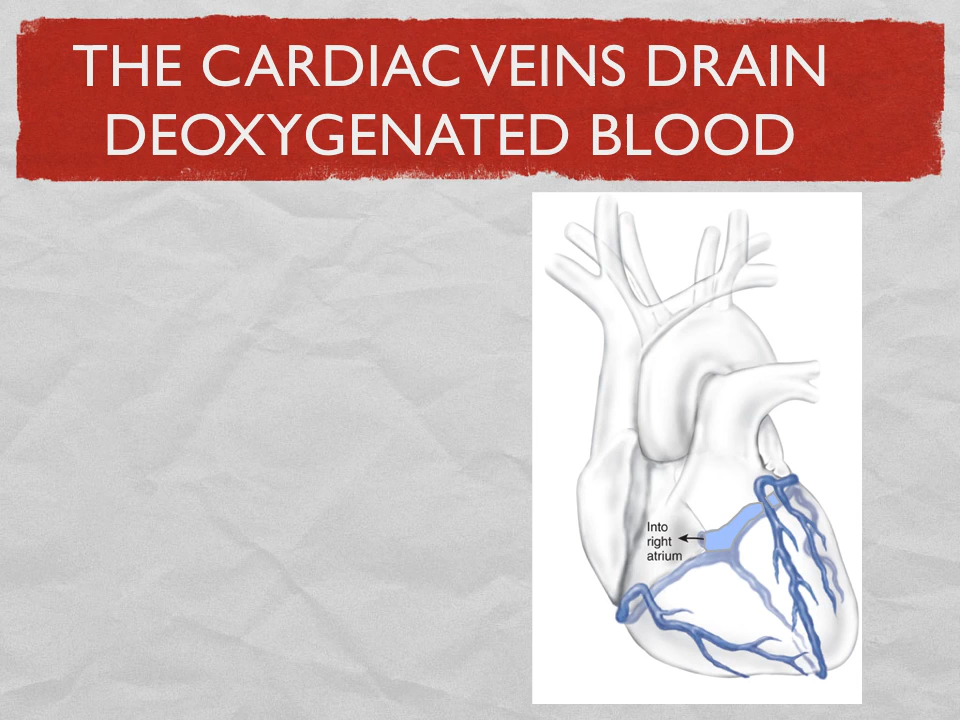 THE CARDIAC VEINS DRAIN
DEOXYGENATED BLOOD
Into
right
atrium